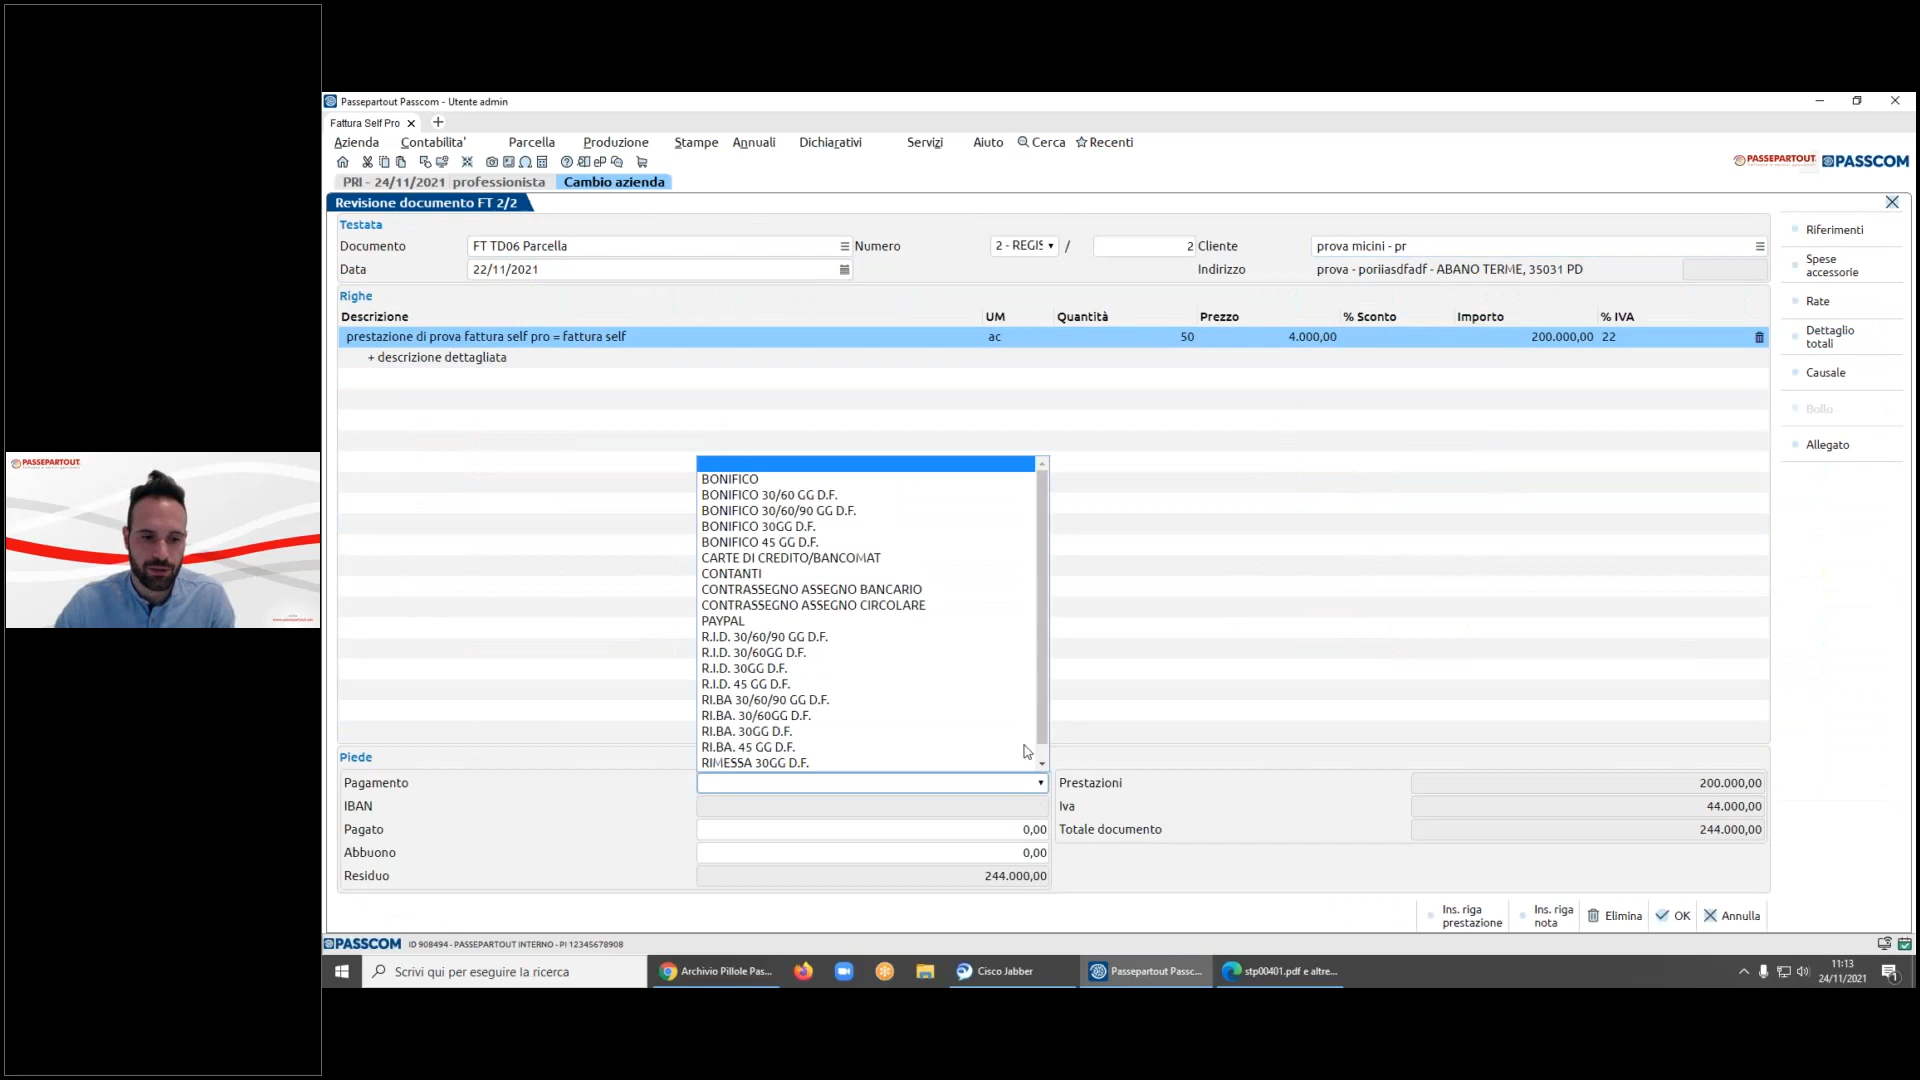 Passepartout Passcom - Utente admin
Fattura Self Pro
Azienda Contabilita' Parcella Produzione Stampe Annuali Dichiarativi Servizi Aiuto Cerca Recenti
PASSEPARTOUT PASSCOM
PRI - 24/11/2021 professionista Cambio azienda
Revisione documento FT 2/2
Testata
Documento FT TD06 Parcella Numero 2 - REGIS / 2 Cliente prova micini - pr
Data 22/11/2021 Indirizzo prova - poriiasdfadf - ABANO TERME, 35031 PD
Righe
Descrizione UM Quantità Prezzo % Sconto Importo % IVA
prestazione di prova fattura self pro = fattura self ac 50 4.000,00 200.000,00 22
+ descrizione dettagliata
Riferimenti
Spese
accessorie
Rate
Dettaglio
totali
Causale
Bollo
Allegato
PASSEPARTOUT
BONIFICO
BONIFICO 30/60 GG D.F.
BONIFICO 30/60/90 GG D.F.
BONIFICO 30GG D.F.
BONIFICO 45 GG D.F.
CARTE DI CREDITO/BANCOMAT
CONTANTI
CONTRASSEGNO ASSEGNO BANCARIO
CONTRASSEGNO ASSEGNO CIRCOLARE
PAYPAL
R.I.D. 30/60/90 GG D.F.
R.I.D. 30/60GG D.F.
R.I.D. 30GG D.F.
R.I.D. 45 GG D.F.
RI.BA 30/60/90 GG D.F.
RI.BA. 30/60GG D.F.
RI.BA. 30GG D.F.
RI.BA. 45 GG D.F.
RIMESSA 30GG D.F.
Piede
Pagamento Prestazioni 200.000,00
IBAN Iva 44.000,00
Pagato 0,00 Totale documento 244.000,00
Abbuono 0,00
Residuo 244.000,00
Ins. riga
prestazione
Ins. riga
nota
Elimina OK Annulla
PASSCOM ID 908494 - PASSEPARTOUT INTERNO - PI 12345678908
Scrivi qui per eseguire la ricerca Archivio Pillole Pas... Cisco Jabber Passepartout Passc... stp00401.pdf e altre...
11:13
24/11/2021
1